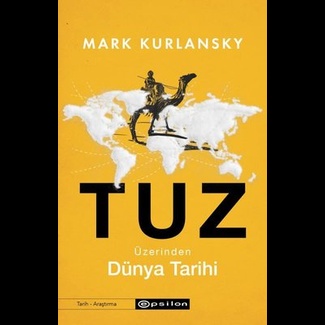 MARK KURLANSKY
TUZ
Üzerinden
Dünya Tarihi
Tarih - Araştırma
epsilon